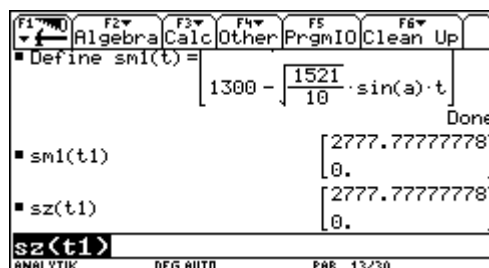 F1 F2 F3 F4 F5 F6
Algebra Calc Other PrgmIO Clean Up
▪ Define sm1(t) = [1300 - √(1521/10)·sin(a)·t]
Done
▪ sm1(t1) [2777.77777778
0.
▪ sz(t1) [2777.77777778
0.
sz(t1)
ANALYTIK DEG AUTO PAR 13/30